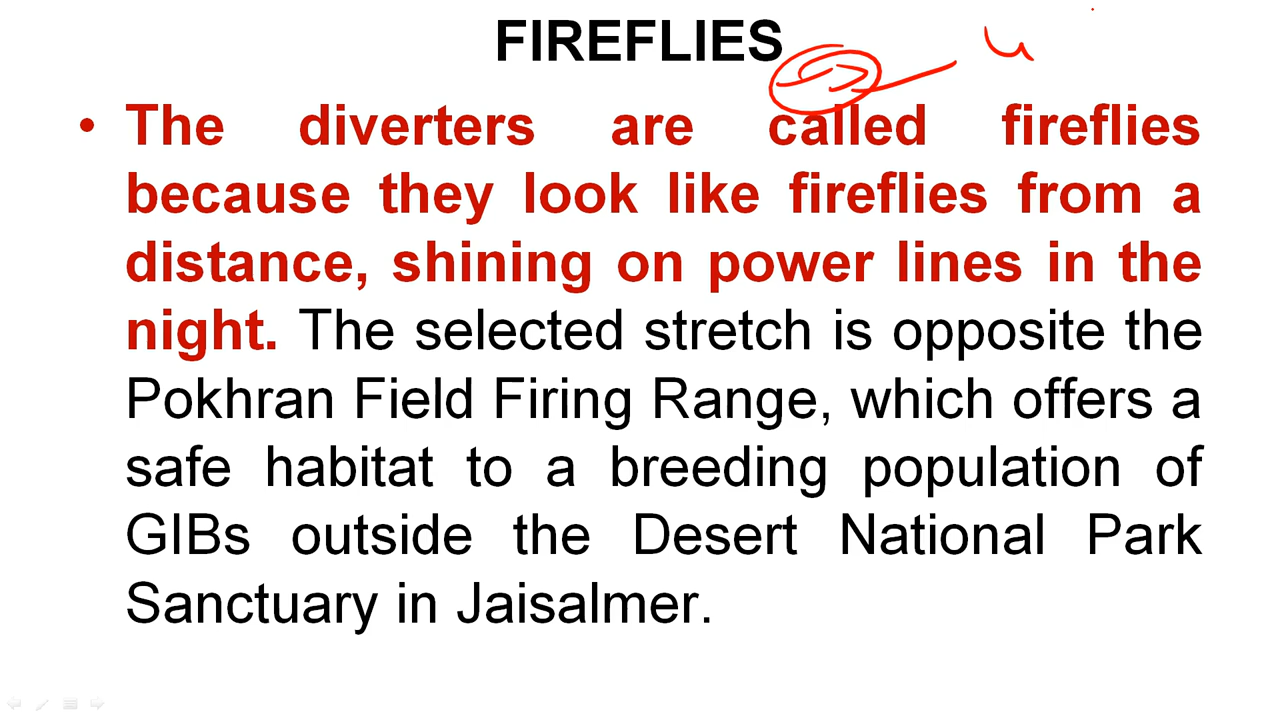 FIREFLIES
• The diverters are called fireflies
because they look like fireflies from a
distance, shining on power lines in the
night. The selected stretch is opposite the
Pokhran Field Firing Range, which offers a
safe habitat to a breeding population of
GIBs outside the Desert National Park
Sanctuary in Jaisalmer.